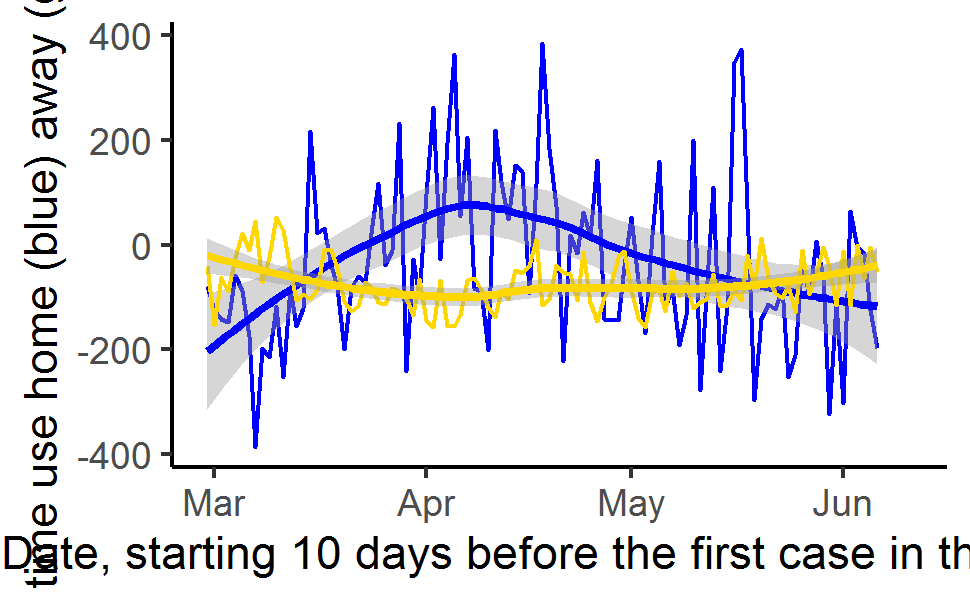 time use home (blue) away (
400
200
0
-200
-400
Mar Apr May Jun
Date, starting 10 days before the first case in th